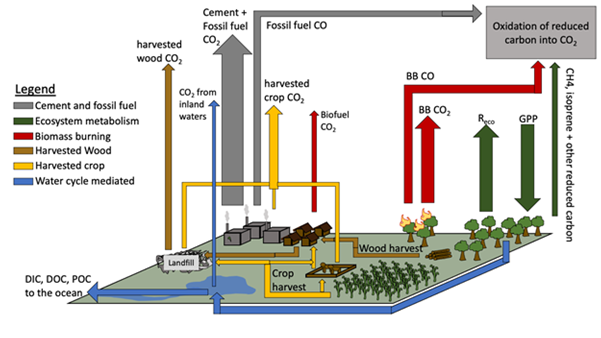 Cement +
Fossil fuel
CO2
Fossil fuel CO
Oxidation of reduced
carbon into CO2
harvested
wood CO2
Legend
Cement and fossil fuel
Ecosystem metabolism
Biomass burning
Harvested Wood
Harvested crop
Water cycle mediated
CO2 from
inland
waters
harvested
crop CO2
Biofuel
CO2
BB CO
BB CO2
Reco
GPP
CH4, isoprene + other reduced carbon
Landfill
Wood harvest
Crop
harvest
DIC, DOC, POC
to the ocean